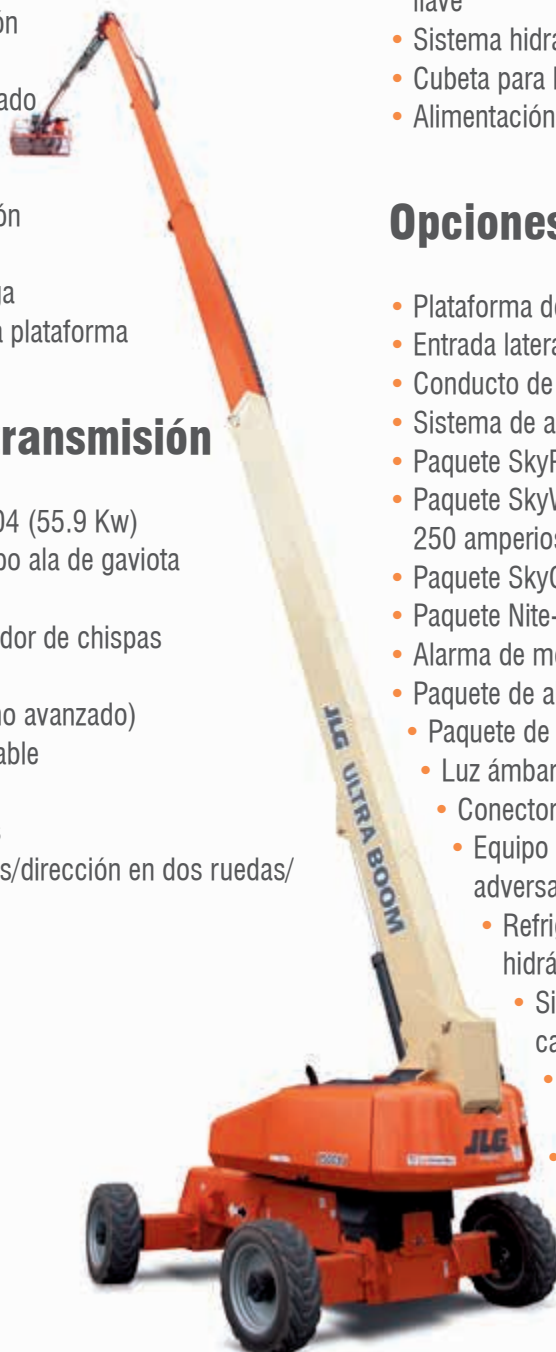 ón
ado
ón
ga
a plataforma
ransmisión
04 (55.9 Kw)
po ala de gaviota
dor de chispas
no avanzado)
able
s/dirección en dos ruedas/
llave
• Sistema hidrá
• Cubeta para
• Alimentación
Opciones
• Plataforma de
• Entrada latera
• Conducto de
• Sistema de a
• Paquete SkyP
• Paquete SkyW
250 amperios
• Paquete SkyC
• Paquete Nite-
• Alarma de mo
• Paquete de a
• Paquete de
• Luz ámbar
• Conector
• Equipo
adversa
• Refrig
hidrá
• Si
ca
•
•
JLG ULTRA BOOM
JLG